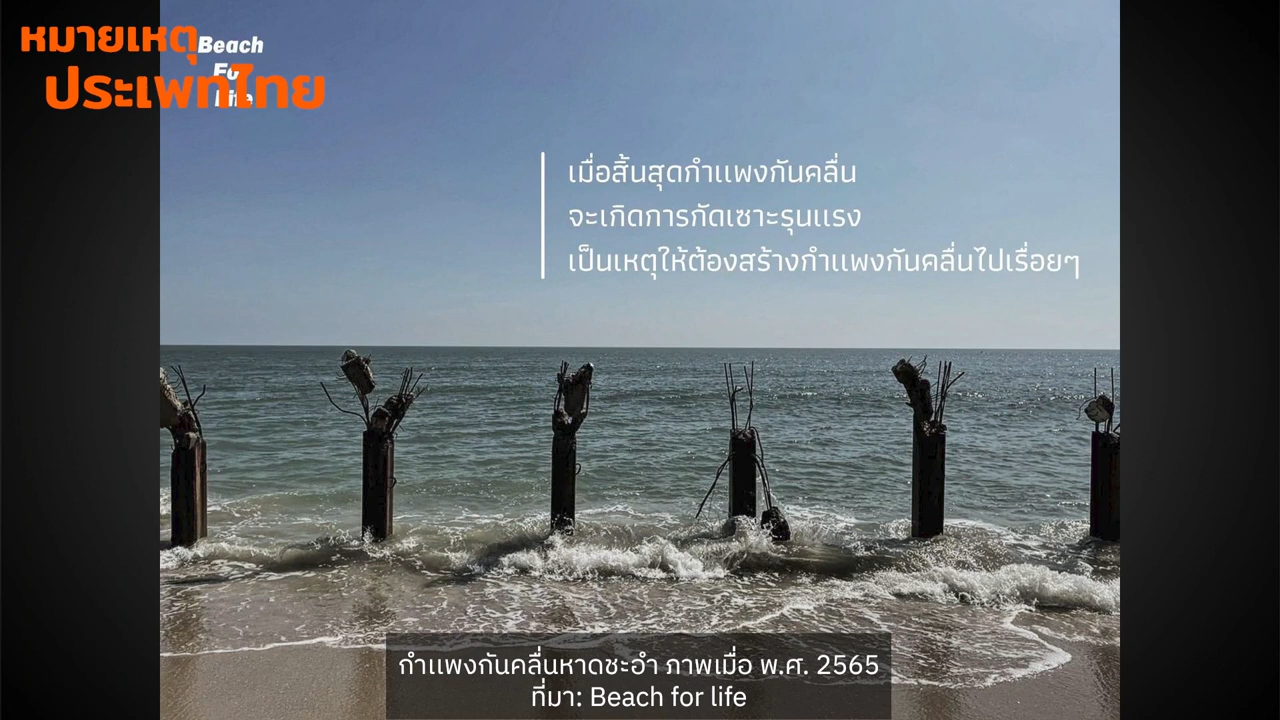 หมายเหตุ
ประเพทไทย
Beach
For
Life
เมื่อสิ้นสุดกำแพงกันคลื่น
จะเกิดการกัดเซาะรุนแรง
เป็นเหตุให้ต้องสร้างกำแพงกันคลื่นไปเรื่อยๆ
กำแพงกันคลื่นหาดชะอำ ภาพเมื่อ พ.ศ. 2565
ที่มา: Beach for life